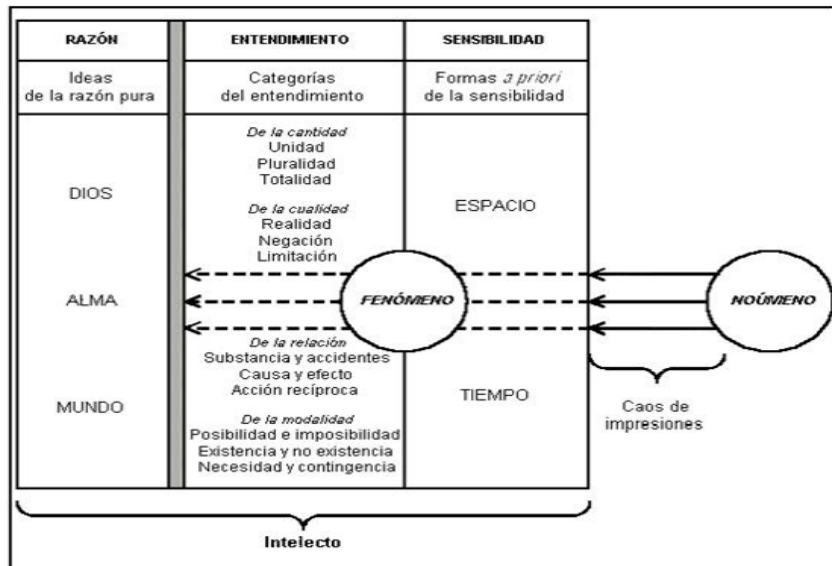 RAZÓN
ENTENDIMIENTO
SENSIBILIDAD
Ideas
de la razón pura
Categorías
del entendimiento
Formas a priori
de la sensibilidad
DIOS
ALMA
MUNDO
De la cantidad
Unidad
Pluralidad
Totalidad
De la cualidad
Realidad
Negación
Limitación
FENÓMENO
De la relación
Substancia y accidentes
Causa y efecto
Acción recíproca
De la modalidad
Posibilidad e imposibilidad
Existencia y no existencia
Necesidad y contingencia
ESPACIO
TIEMPO
NOÚMENO
Caos de
impresiones
Intelecto